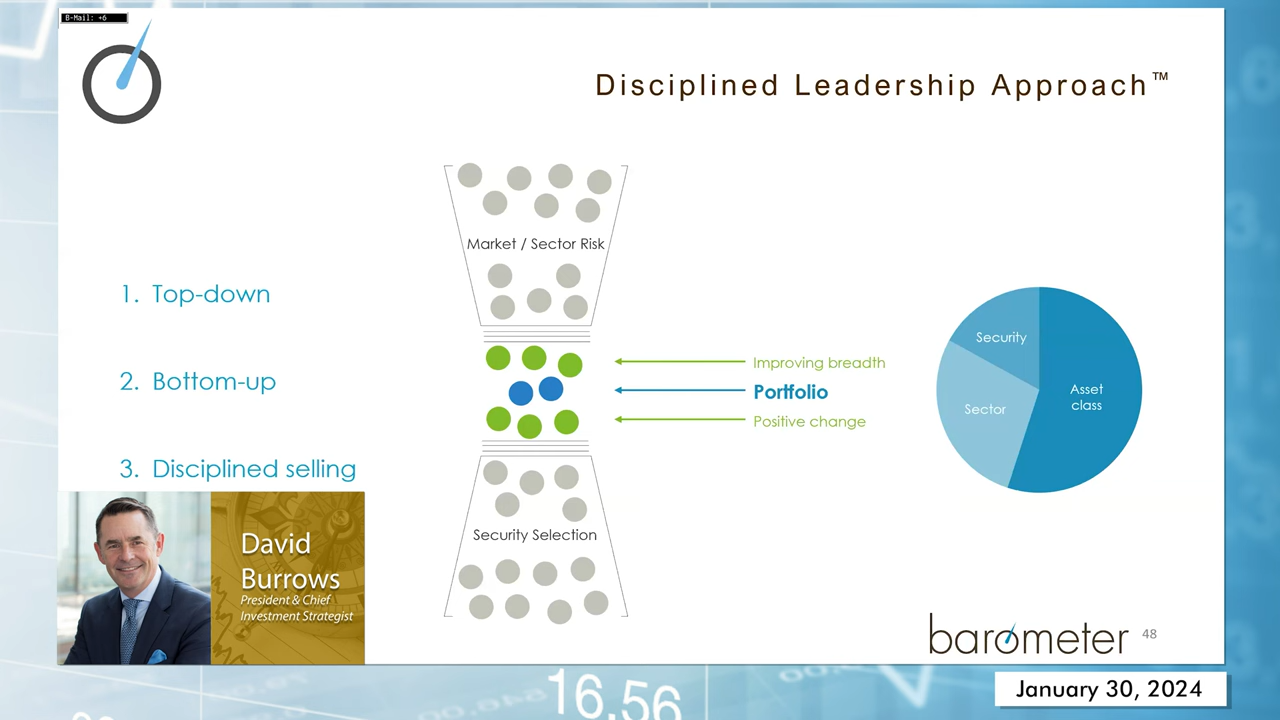 B-Mail: +6
Disciplined Leadership Approach™
Market / Sector Risk
1. Top-down
2. Bottom-up
3. Disciplined selling
Improving breadth
Portfolio
Positive change
Security
Sector
Asset
class
Security Selection
David
Burrows
President & Chief
Investment Strategist
barometer
48
January 30, 2024
16.56